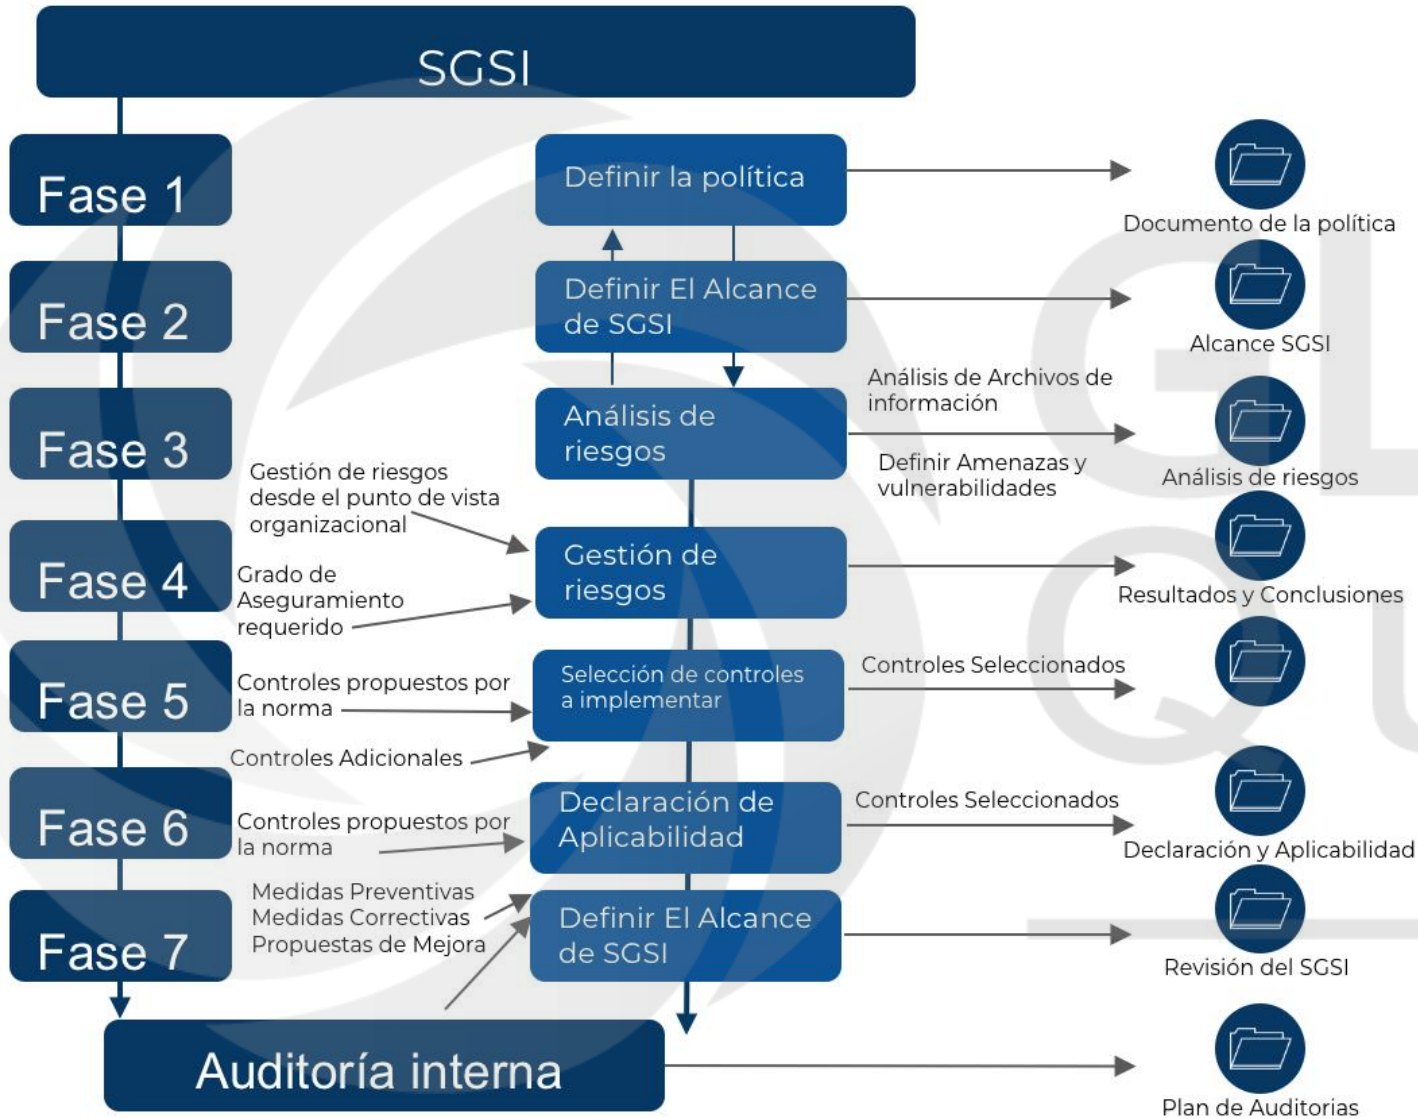 SGSI
Fase 1
Definir la política
Documento de la política
Fase 2
Definir El Alcance
de SGSI
Alcance SGSI
Fase 3
Análisis de
riesgos
Análisis de Archivos de
información
Definir Amenazas y
vulnerabilidades
Análisis de riesgos
Gestión de riesgos
desde el punto de vista
organizacional
Fase 4
Grado de
Aseguramiento
requerido
Gestión de
riesgos
Resultados y Conclusiones
Fase 5
Controles propuestos por
la norma
Controles Adicionales
Selección de controles
a implementar
Controles Seleccionados
Fase 6
Controles propuestos por
la norma
Declaración de
Aplicabilidad
Controles Seleccionados
Declaración y Aplicabilidad
Fase 7
Medidas Preventivas
Medidas Correctivas
Propuestas de Mejora
Definir El Alcance
de SGSI
Revisión del SGSI
Auditoría interna
Plan de Auditorias